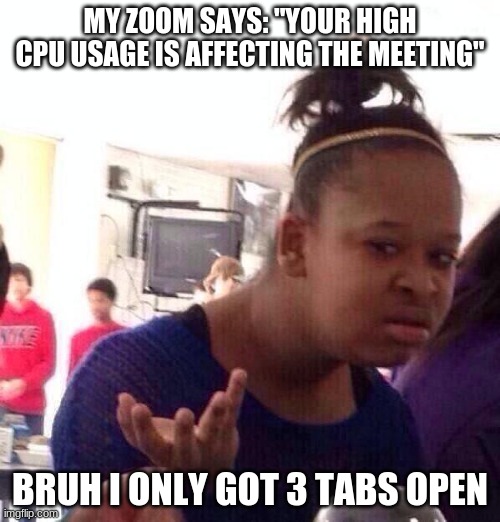 MY ZOOM SAYS: "YOUR HIGH
CPU USAGE IS AFFECTING THE MEETING"
NIKE
BRUH I ONLY GOT 3 TABS OPEN
imgflip.com